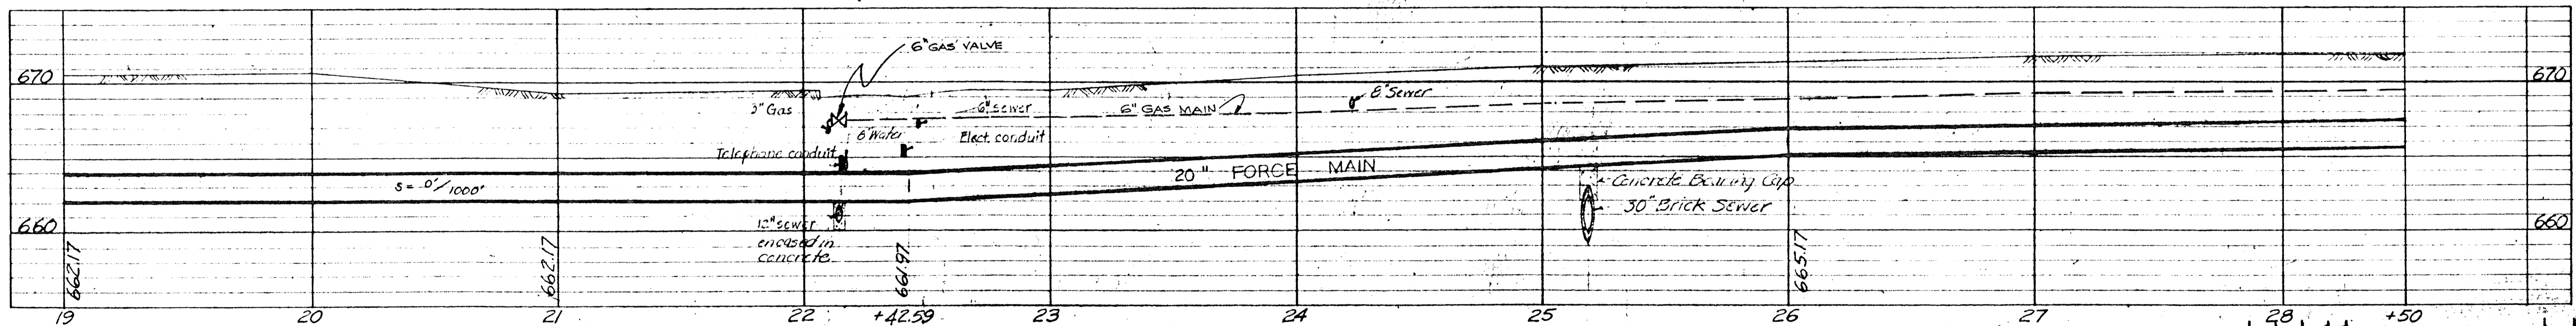 6" GAS VALVE
670
670
3" Gas
6" Sewer
6" GAS MAIN
8" Sewer
6" Water
Elect. conduit
Telephone conduit
20" FORCE MAIN
S = 0'/1000'
Concrete Bearing Cap
30" Brick Sewer
12" sewer
encased in
concrete
660
660
662.17
662.17
661.97
665.17
19
20
21
22
+42.59
23
24
25
26
27
28
+50